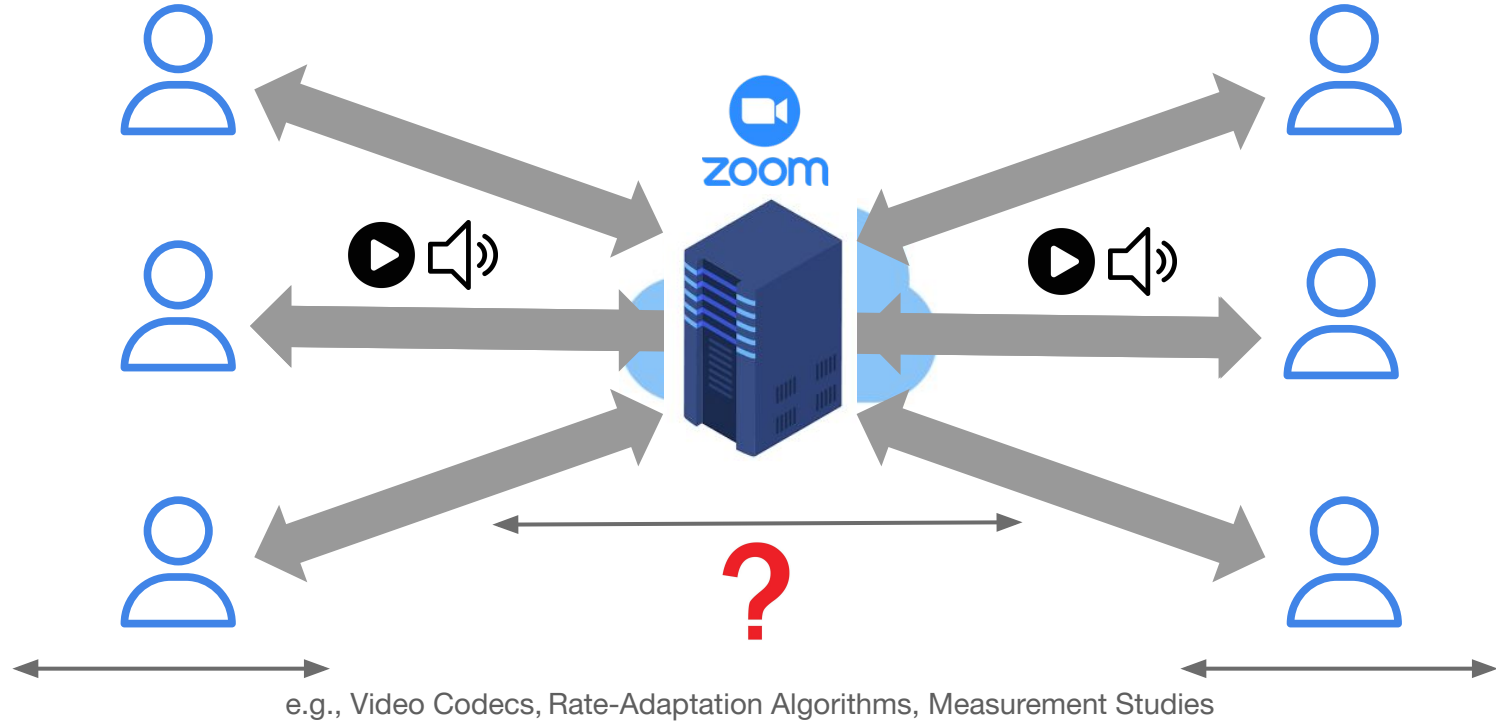 zoom
?
e.g., Video Codecs, Rate-Adaptation Algorithms, Measurement Studies